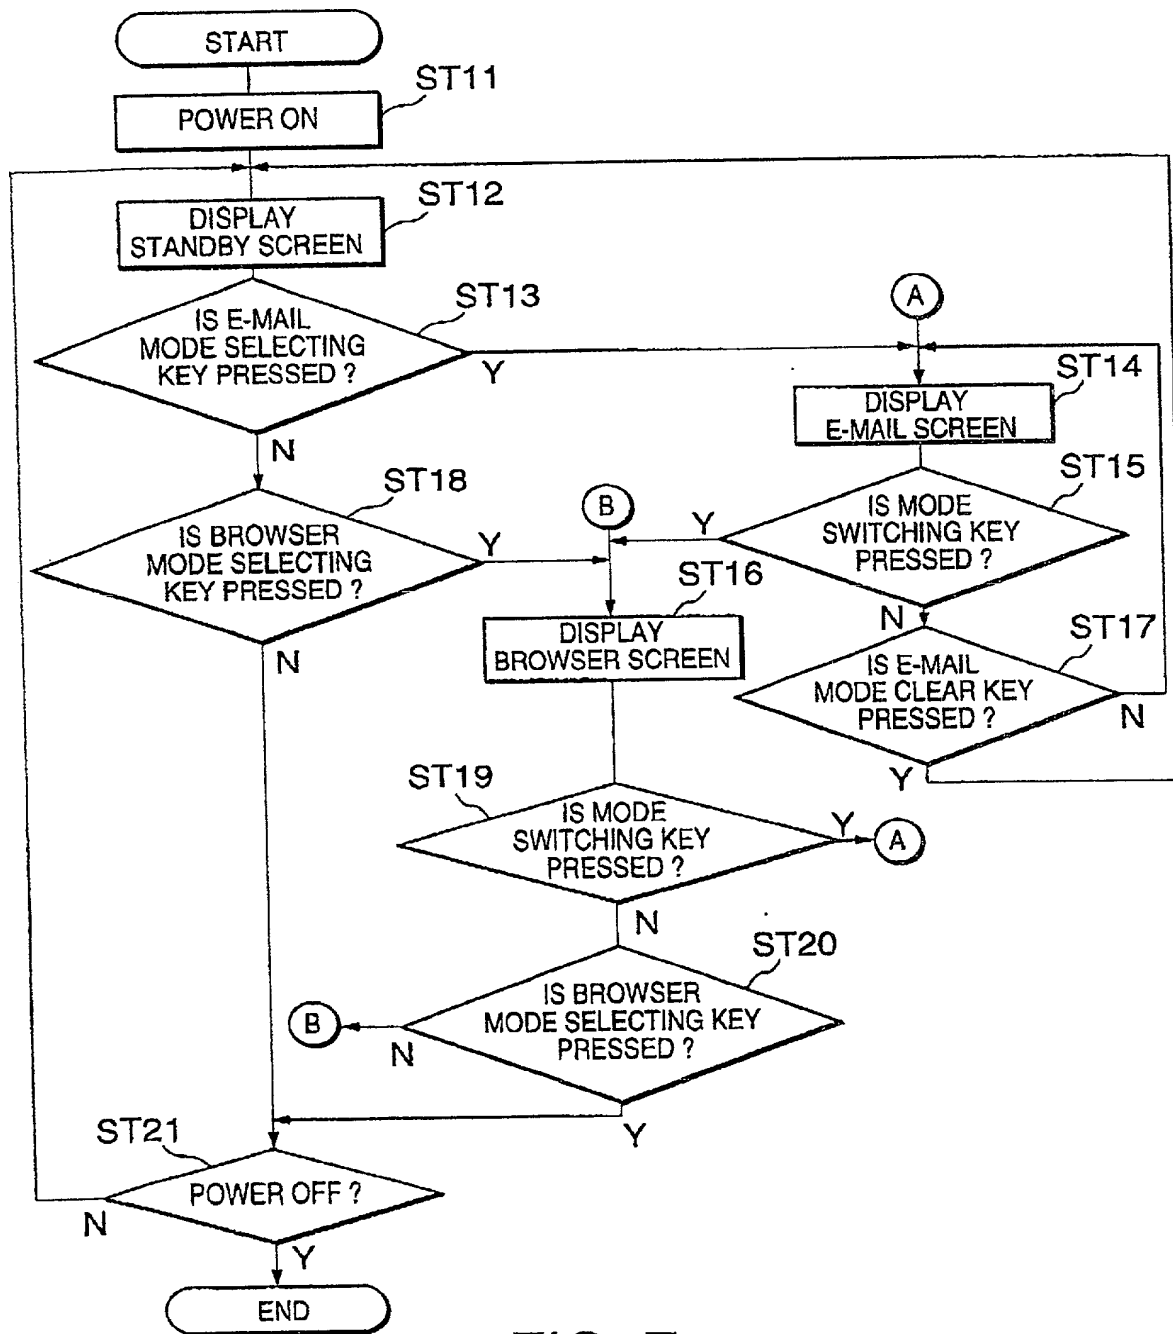 START
ST11
POWER ON
ST12
DISPLAY
STANDBY SCREEN
ST13
IS E-MAIL
MODE SELECTING
KEY PRESSED ?
Y
N
A
ST14
DISPLAY
E-MAIL SCREEN
ST15
IS MODE
SWITCHING KEY
PRESSED ?
Y
N
ST18
IS BROWSER
MODE SELECTING
KEY PRESSED ?
Y
N
B
ST16
DISPLAY
BROWSER SCREEN
ST17
IS E-MAIL
MODE CLEAR KEY
PRESSED ?
N
Y
ST19
IS MODE
SWITCHING KEY
PRESSED ?
Y
A
N
ST20
IS BROWSER
MODE SELECTING KEY
PRESSED ?
B
N
Y
ST21
POWER OFF ?
N
Y
END